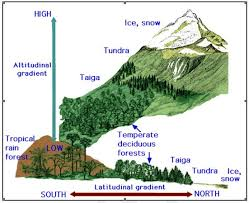 HIGH
Ice, snow
Altitudinal
gradient
Tundra
Taiga
Tropical
rain
forest
LOW
Temperate
deciduous
forests
Taiga
Tundra
Ice,
snow
Latitudinal gradient
SOUTH
NORTH